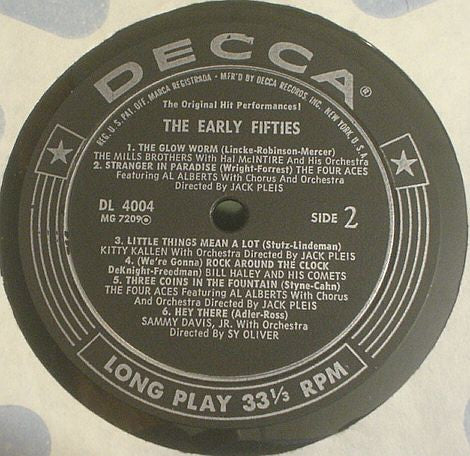 DECCA®
REG. U.S. PAT. OFF. MARCA REGISTRADA • MFR'D BY DECCA RECORDS, INC., NEW YORK, U.S.A.
The Original Hit Performances!
THE EARLY FIFTIES
1. THE GLOW WORM (Lincke-Robinson-Mercer)
THE MILLS BROTHERS With Hal McINTIRE And His Orchestra
2. STRANGER IN PARADISE (Wright-Forrest) THE FOUR ACES
Featuring AL ALBERTS With Chorus And Orchestra
Directed By JACK PLEIS
DL 4004
MG 7209
SIDE 2
3. LITTLE THINGS MEAN A LOT (Stutz-Lindeman)
KITTY KALLEN With Orchestra Directed By JACK PLEIS
4. (We're Gonna) ROCK AROUND THE CLOCK
DeKnight-Freedman) BILL HALEY AND HIS COMETS
5. THREE COINS IN THE FOUNTAIN (Styne-Cahn)
THE FOUR ACES Featuring AL ALBERTS With Chorus
And Orchestra Directed By JACK PLEIS
6. HEY THERE (Adler-Ross)
SAMMY DAVIS, JR. With Orchestra
Directed By SY OLIVER
LONG PLAY 33⅓ RPM